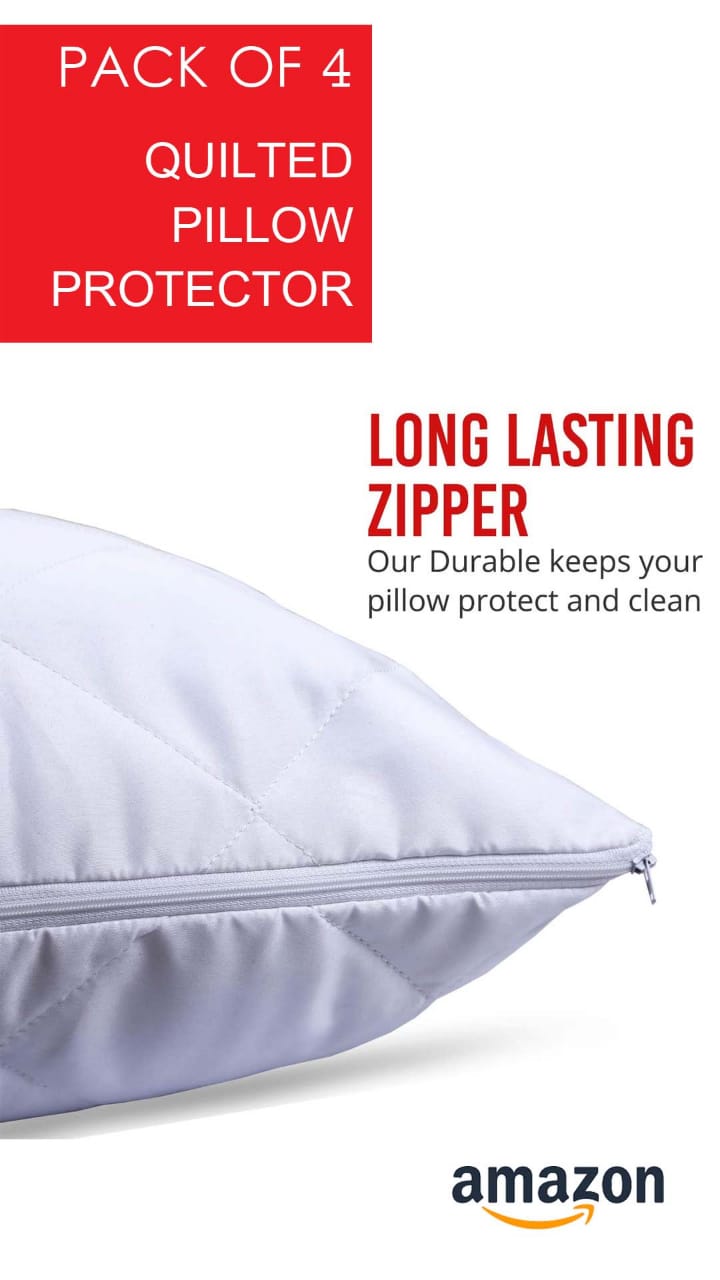 PACK OF 4
QUILTED
PILLOW
PROTECTOR
LONG LASTING
ZIPPER
Our Durable keeps your
pillow protect and clean
amazon